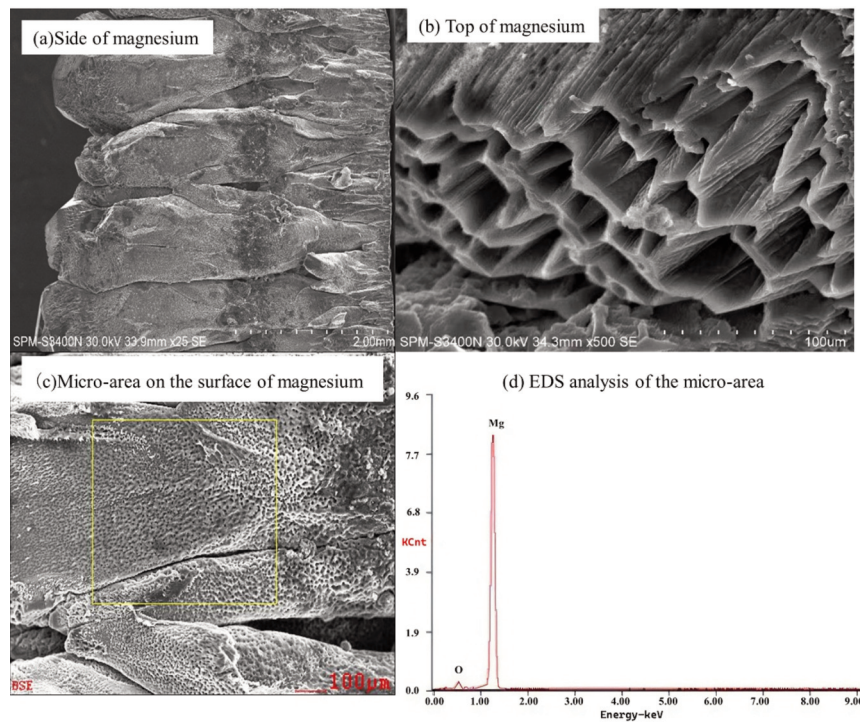 (a)Side of magnesium
(b) Top of magnesium
SPM-S3400N 30.0kV 33.9mm x25 SE
2.00mm
SPM-S3400N 30.0kV 34.3mm x500 SE
100um
(c)Micro-area on the surface of magnesium
BSE
100μm
(d) EDS analysis of the micro-area
9.6
7.7
6.8
KCnt
3.9
1.9
0.0
Mg
O
0.00 1.00 2.00 3.00 4.00 5.00 6.00 7.00 8.00 9.00
Energy-keV